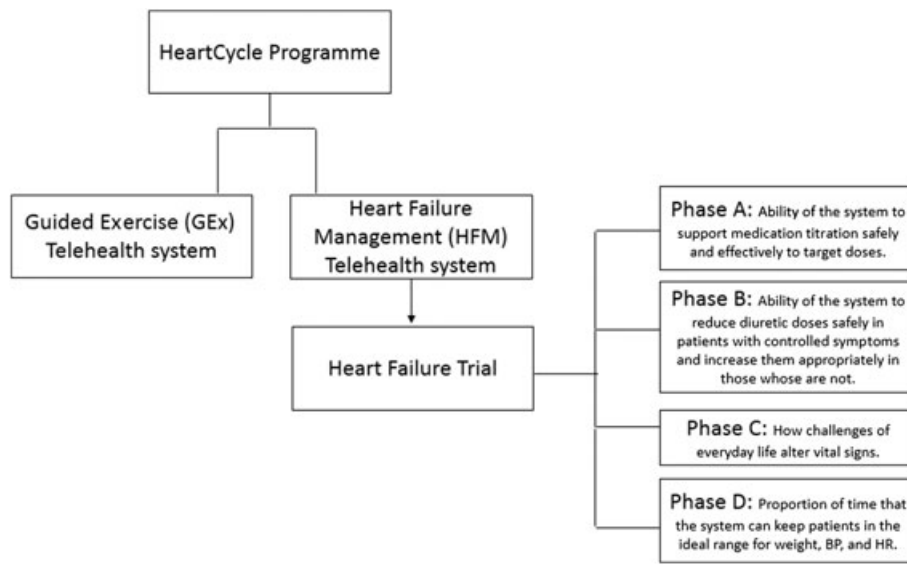 HeartCycle Programme
Guided Exercise (GEx)
Telehealth system
Heart Failure
Management (HFM)
Telehealth system
Heart Failure Trial
Phase A: Ability of the system to
support medication titration safely
and effectively to target doses.
Phase B: Ability of the system to
reduce diuretic doses safely in
patients with controlled symptoms
and increase them appropriately in
those whose are not.
Phase C: How challenges of
everyday life alter vital signs.
Phase D: Proportion of time that
the system can keep patients in the
ideal range for weight, BP, and HR.